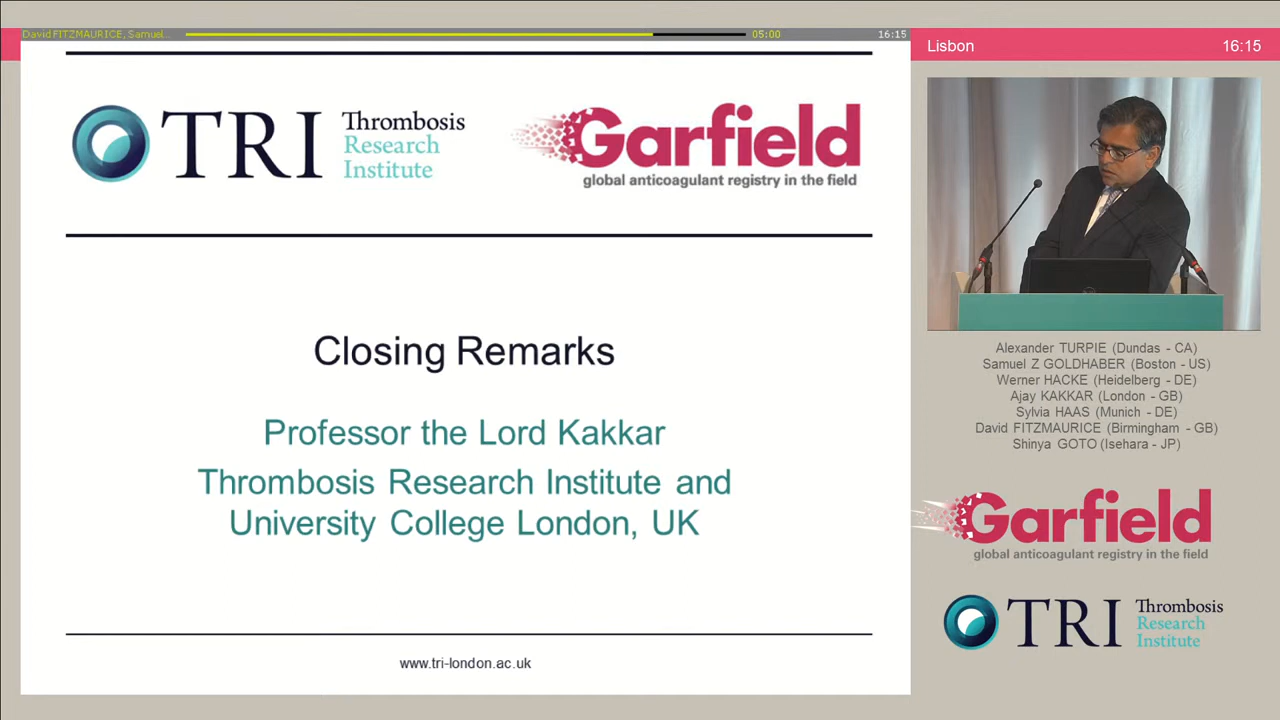 David FITZMAURICE, Samuel...
05:00
16:15
Lisbon
16:15
TRI Thrombosis
Research
Institute
Garfield
global anticoagulant registry in the field
Closing Remarks
Professor the Lord Kakkar
Thrombosis Research Institute and
University College London, UK
www.tri-london.ac.uk
Alexander TURPIE (Dundas - CA)
Samuel Z GOLDHABER (Boston - US)
Werner HACKE (Heidelberg - DE)
Ajay KAKKAR (London - GB)
Sylvia HAAS (Munich - DE)
David FITZMAURICE (Birmingham - GB)
Shinya GOTO (Isehara - JP)
Garfield
global anticoagulant registry in the field
TRI Thrombosis
Research
Institute